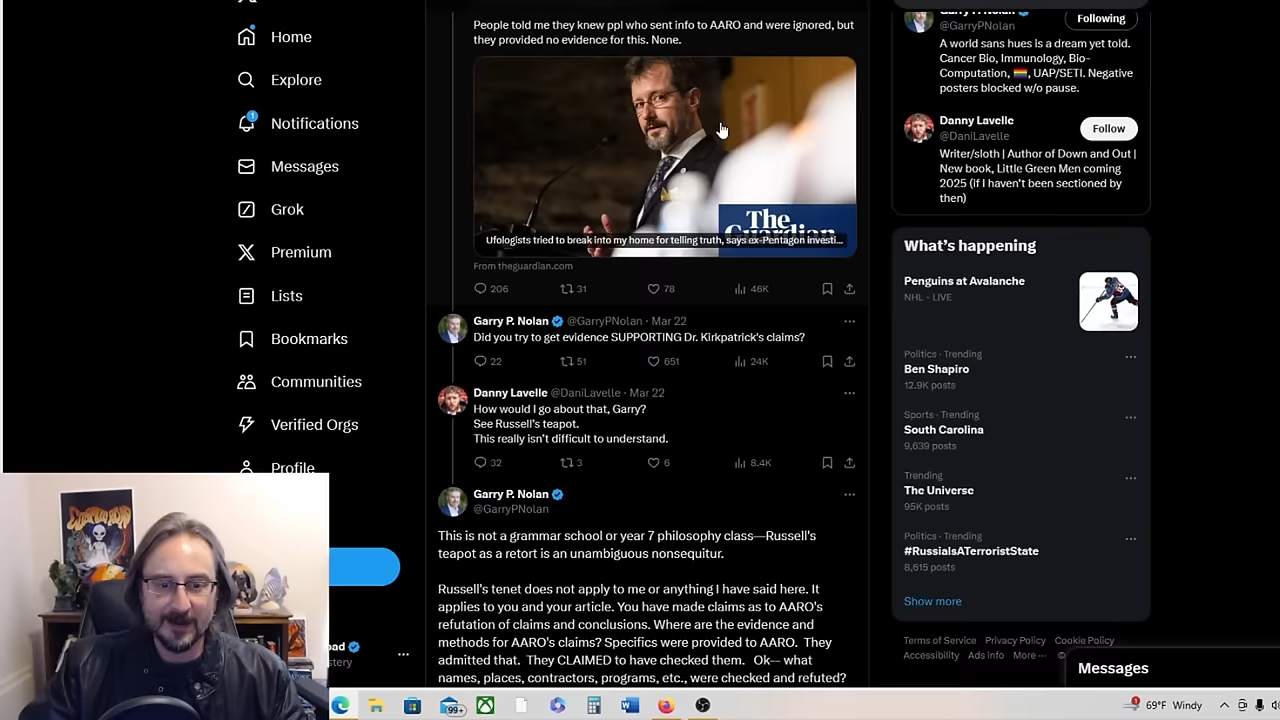 Home
Explore
1
Notifications
Messages
Grok
Premium
Lists
Bookmarks
Communities
Verified Orgs
Profile
People told me they knew ppl who sent info to AARO and were ignored, but
they provided no evidence for this. None.
The
Guardian
Ufologists tried to break into my home for telling truth, says ex-Pentagon investi...
From theguardian.com
206
31
78
46K
Garry P. Nolan @GarryPNolan · Mar 22
Did you try to get evidence SUPPORTING Dr. Kirkpatrick's claims?
22
51
651
24K
Danny Lavelle @DaniLavelle · Mar 22
How would I go about that, Garry?
See Russell's teapot.
This really isn't difficult to understand.
32
3
6
8.4K
Garry P. Nolan
@GarryPNolan
This is not a grammar school or year 7 philosophy class—Russell's
teapot as a retort is an unambiguous nonsequitur.
Russell's tenet does not apply to me or anything I have said here. It
applies to you and your article. You have made claims as to AARO's
refutation of claims and conclusions. Where are the evidence and
methods for AARO's claims? Specifics were provided to AARO. They
admitted that. They CLAIMED to have checked them. Ok-- what
names, places, contractors, programs, etc., were checked and refuted?
@GarryPNolan
Following
A world sans hues is a dream yet told.
Cancer Bio, Immunology, Bio-
Computation, 🏳️‍🌈, UAP/SETI. Negative
posters blocked w/o pause.
Danny Lavelle
@DaniLavelle
Follow
Writer/sloth | Author of Down and Out |
New book, Little Green Men coming
2025 (if I haven't been sectioned by
then)
What's happening
Penguins at Avalanche
NHL · LIVE
Politics · Trending
Ben Shapiro
12.9K posts
Sports · Trending
South Carolina
9,639 posts
Trending
The Universe
95K posts
Politics · Trending
#RussiaIsATerroristState
8,615 posts
Show more
Terms of Service Privacy Policy Cookie Policy
Accessibility Ads info More ···
Messages
99+
69°F Windy